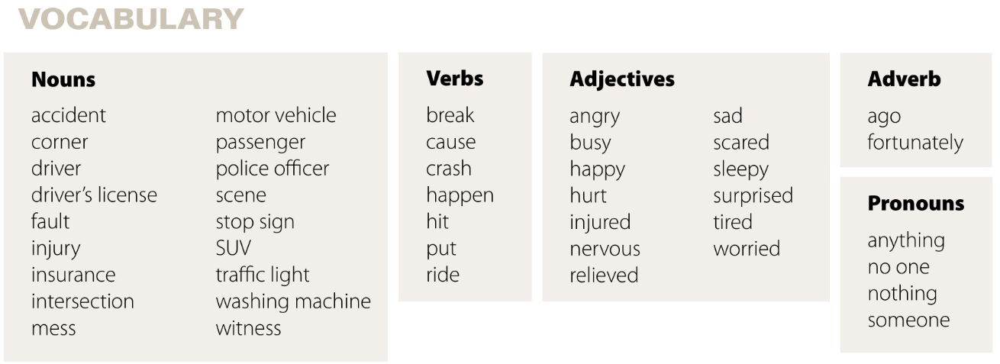 VOCABULARY
Nouns
accident
corner
driver
driver’s license
fault
injury
insurance
intersection
mess
motor vehicle
passenger
police officer
scene
stop sign
SUV
traffic light
washing machine
witness
Verbs
break
cause
crash
happen
hit
put
ride
Adjectives
angry
busy
happy
hurt
injured
nervous
relieved
sad
scared
sleepy
surprised
tired
worried
Adverb
ago
fortunately
Pronouns
anything
no one
nothing
someone